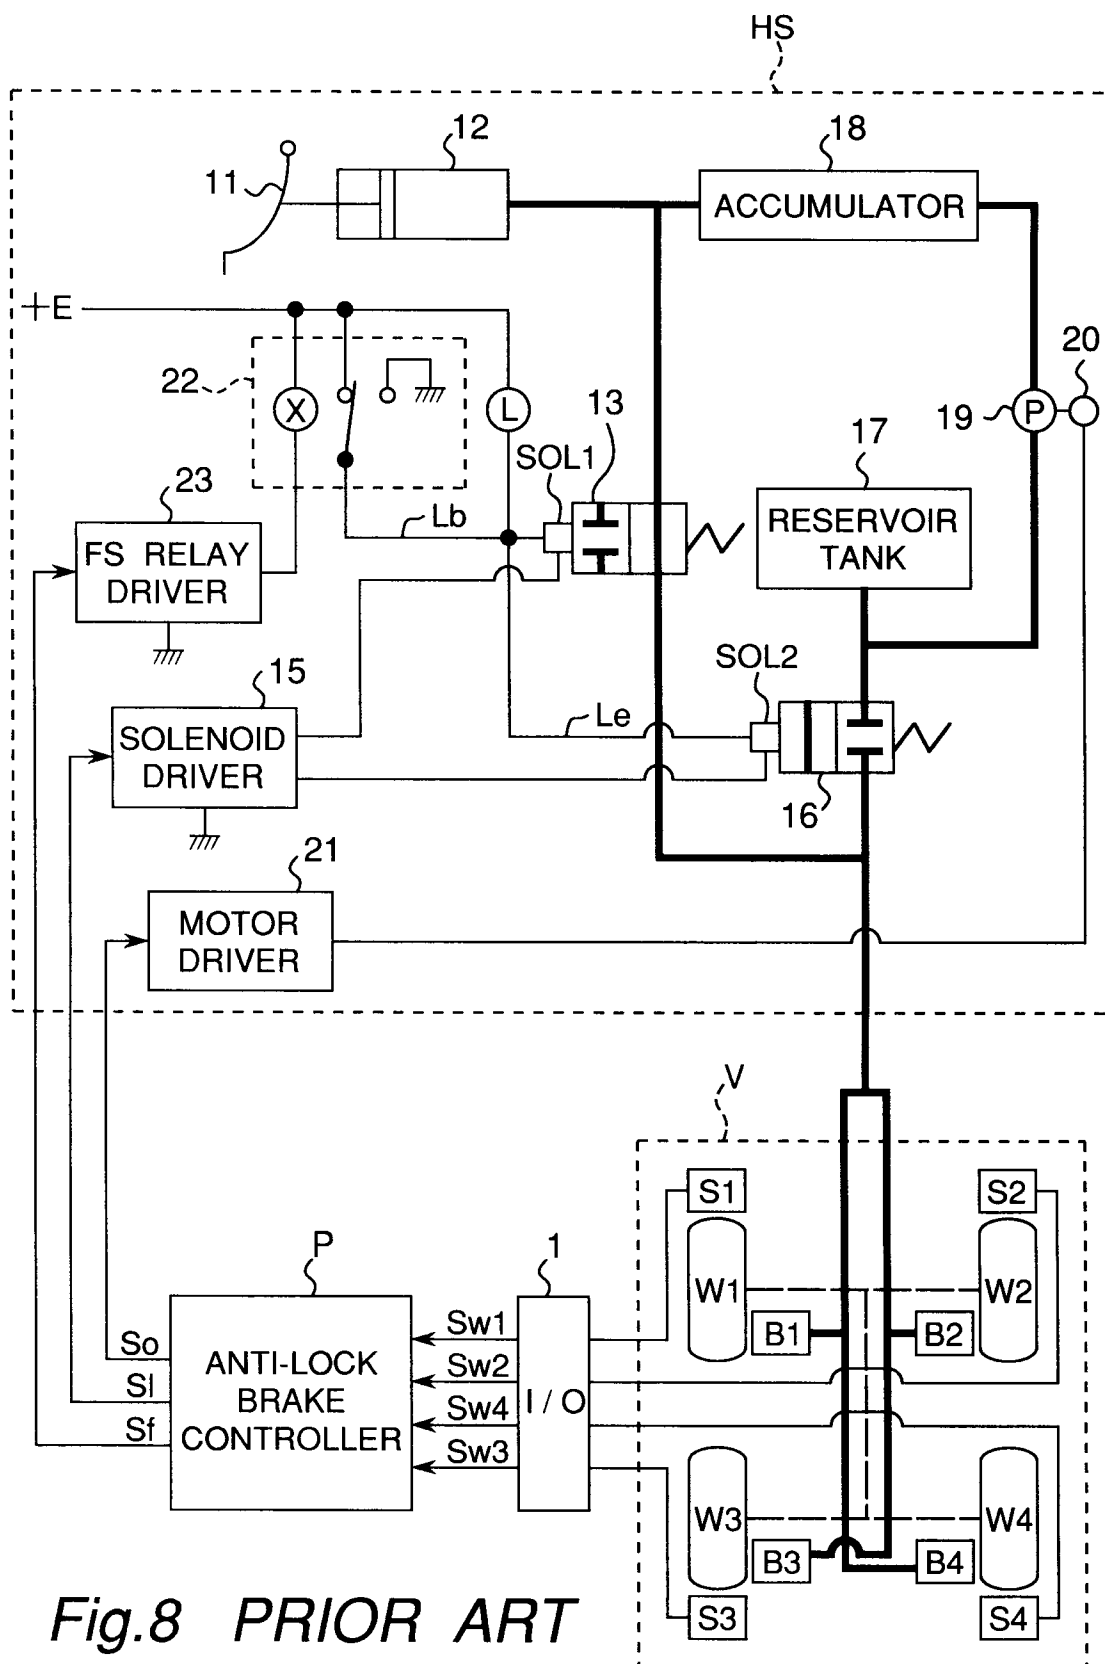 HS
12
18
11
ACCUMULATOR
+E
20
22
X
L
13
19
P
17
SOL1
23
Lb
RESERVOIR
TANK
FS RELAY
DRIVER
SOL2
15
Le
SOLENOID
DRIVER
16
21
MOTOR
DRIVER
V
S1
S2
P
1
W1
W2
Sw1
B1
B2
So
ANTI-LOCK
BRAKE
CONTROLLER
Sw2
Sl
I / O
Sw4
Sf
Sw3
W3
W4
B3
B4
S3
S4
Fig.8 PRIOR ART